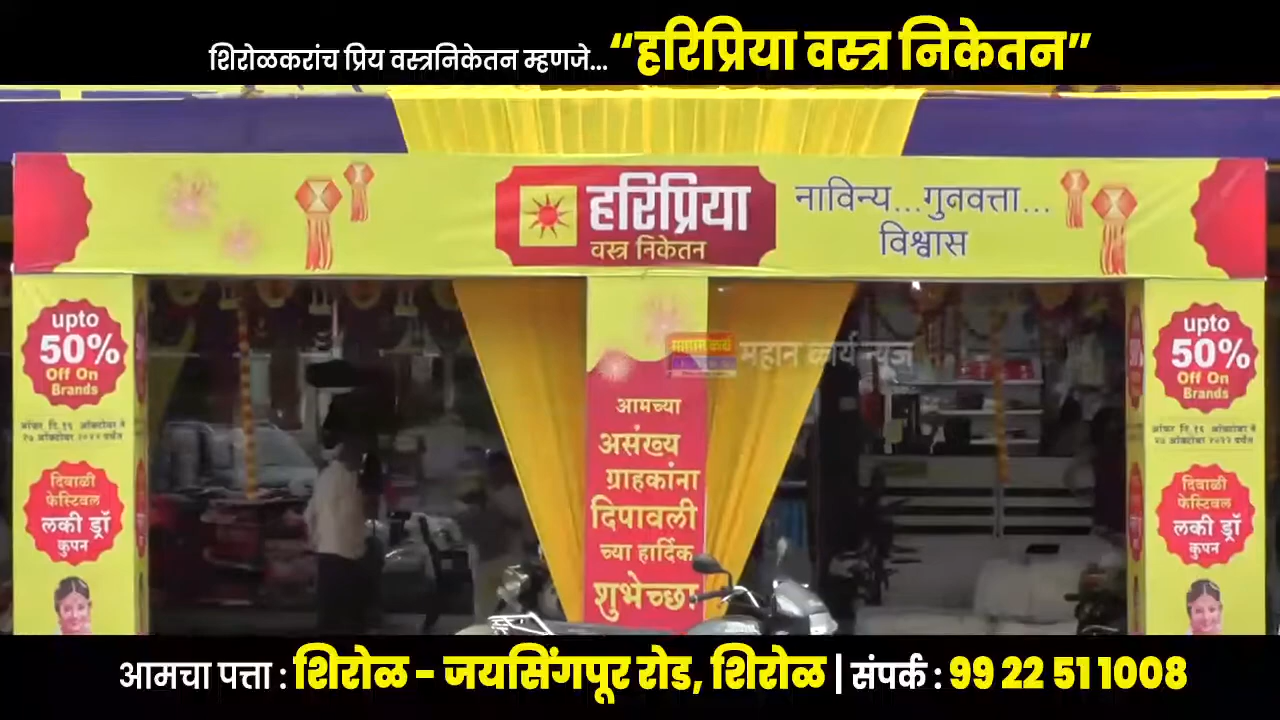 शिरोळकरांच प्रिय वस्त्रनिकेतन म्हणजे... “हरिप्रिया वस्त्र निकेतन”
हरिप्रिया
वस्त्र निकेतन
नाविन्य...गुनवत्ता...
विश्वास
upto
50%
Off On
Brands
दिवाळी
फेस्टिवल
लकी ड्रॉ
कुपन
महान कार्य न्यूज
आमच्या
असंख्य
ग्राहकांना
दिपावली
च्या हार्दिक
शुभेच्छा
upto
50%
Off On
Brands
दिवाळी
फेस्टिवल
लकी ड्रॉ
कुपन
आमचा पत्ता : शिरोळ - जयसिंगपूर रोड, शिरोळ | संपर्क : 99 22 51 1008